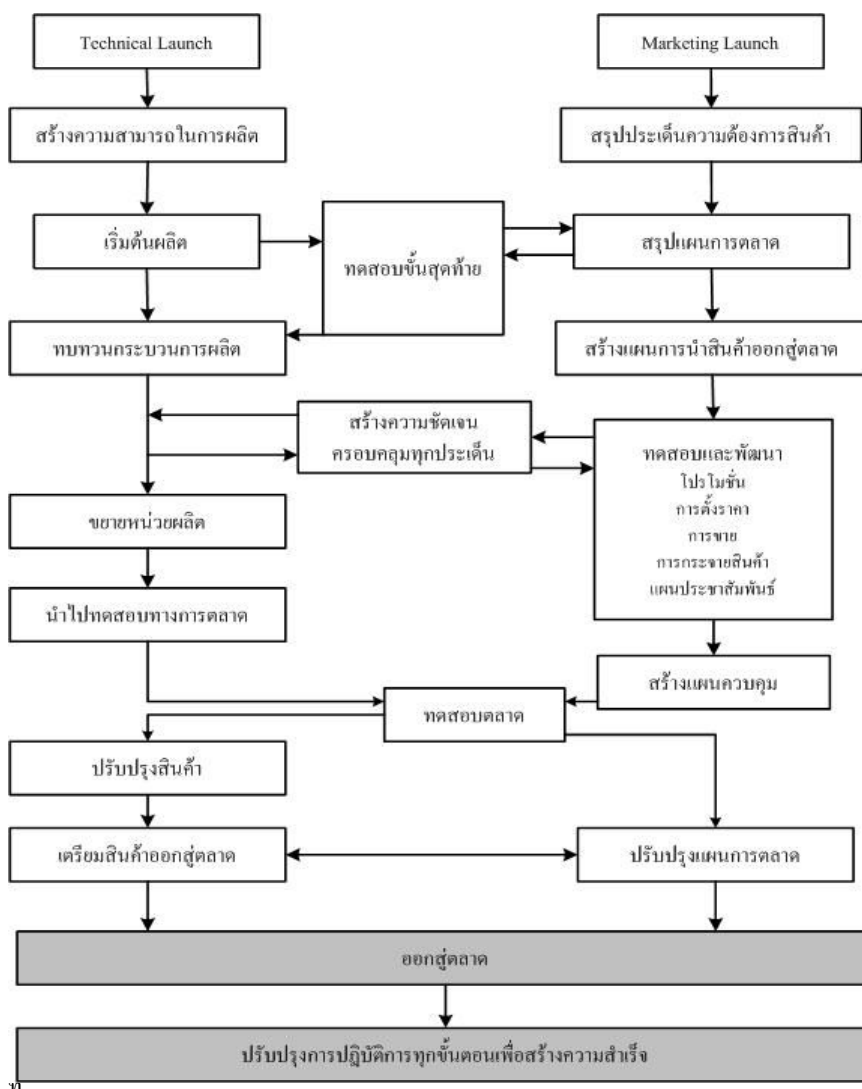 Technical Launch
Marketing Launch
สร้างความสามารถในการผลิต
สรุปประเด็นความต้องการสินค้า
เริ่มต้นผลิต
ทดสอบขั้นสุดท้าย
สรุปแผนการตลาด
ทบทวนกระบวนการผลิต
สร้างแผนการนำสินค้าออกสู่ตลาด
สร้างความชัดเจน
ครอบคลุมทุกประเด็น
ทดสอบและพัฒนา
โปรโมชั่น
การตั้งราคา
การขาย
การกระจายสินค้า
แผนประชาสัมพันธ์
ขยายหน่วยผลิต
นำไปทดสอบทางการตลาด
สร้างแผนควบคุม
ทดสอบตลาด
ปรับปรุงสินค้า
เตรียมสินค้าออกสู่ตลาด
ปรับปรุงแผนการตลาด
ออกสู่ตลาด
ปรับปรุงการปฏิบัติการทุกขั้นตอนเพื่อสร้างความสำเร็จ